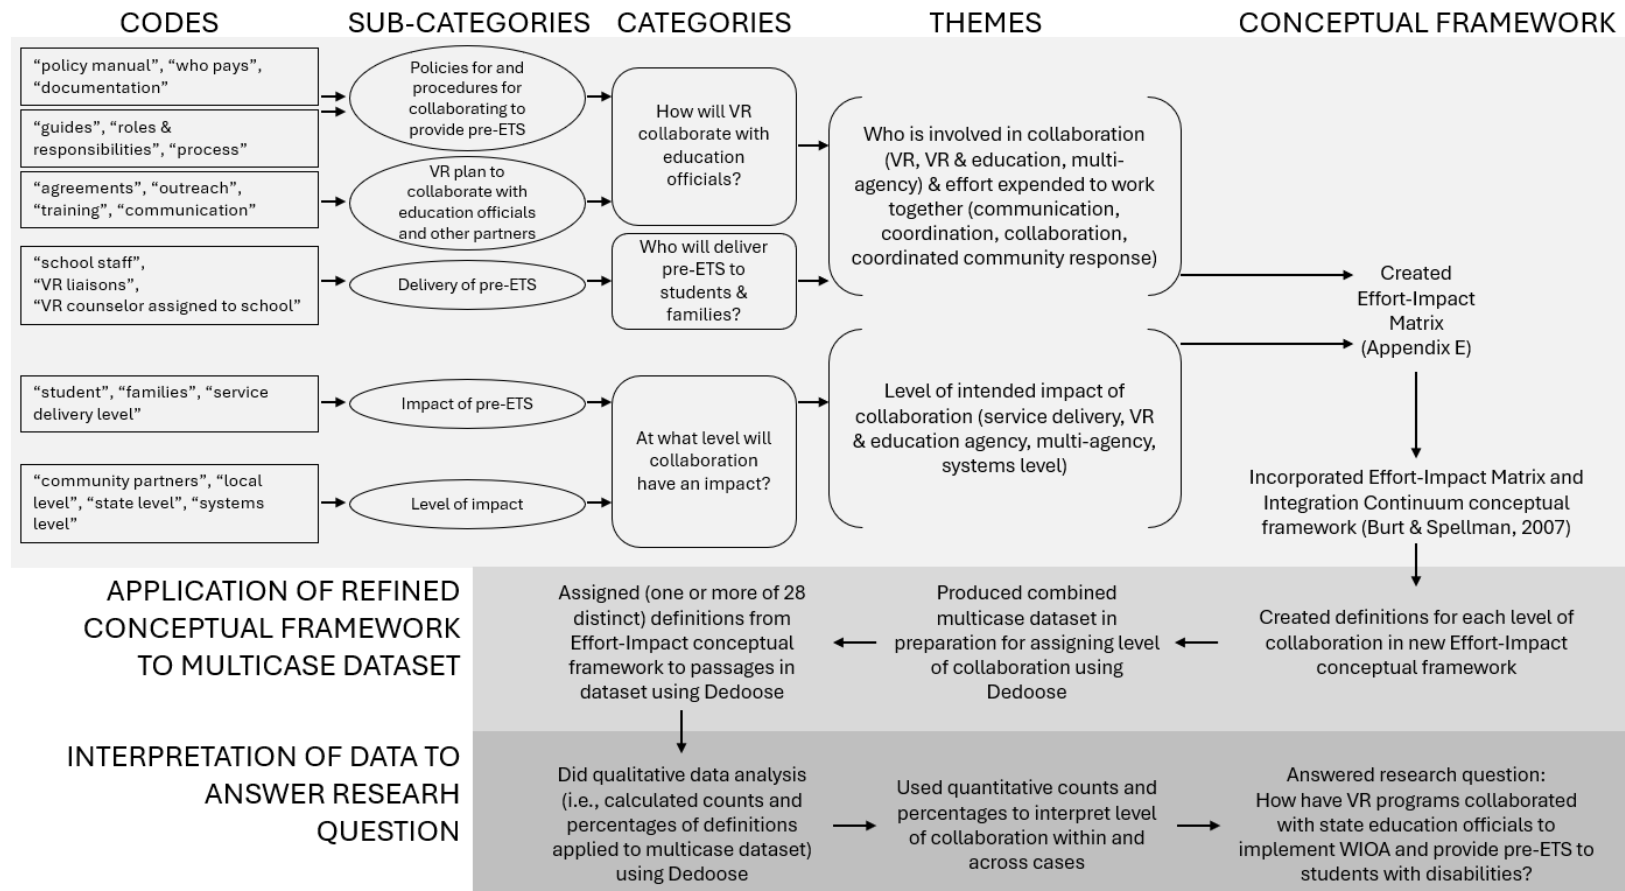 CODES
SUB-CATEGORIES
CATEGORIES
THEMES
CONCEPTUAL FRAMEWORK
“policy manual”, “who pays”,
“documentation”
“guides”, “roles &
responsibilities”, “process”
“agreements”, “outreach”,
“training”, “communication”
“school staff”,
“VR liaisons”,
“VR counselor assigned to school”
“student”, “families”, “service
delivery level”
“community partners”, “local
level”, “state level”, “systems
level”
Policies for and
procedures for
collaborating to
provide pre-ETS
VR plan to
collaborate with
education officials
and other partners
Delivery of pre-ETS
Impact of pre-ETS
Level of impact
How will VR
collaborate with
education
officials?
Who will deliver
pre-ETS to
students &
families?
At what level will
collaboration
have an impact?
Who is involved in collaboration
(VR, VR & education, multi-
agency) & effort expended to work
together (communication,
coordination, collaboration,
coordinated community response)
Level of intended impact of
collaboration (service delivery, VR
& education agency, multi-agency,
systems level)
Created
Effort-Impact
Matrix
(Appendix E)
Incorporated Effort-Impact Matrix and
Integration Continuum conceptual
framework (Burt & Spellman, 2007)
APPLICATION OF REFINED
CONCEPTUAL FRAMEWORK
TO MULTICASE DATASET
Created definitions for each level of
collaboration in new Effort-Impact
conceptual framework
Produced combined
multicase dataset in
preparation for assigning level
of collaboration using
Dedoose
Assigned (one or more of 28
distinct) definitions from
Effort-Impact conceptual
framework to passages in
dataset using Dedoose
INTERPRETATION OF DATA TO
ANSWER RESEARH
QUESTION
Did qualitative data analysis
(i.e., calculated counts and
percentages of definitions
applied to multicase dataset)
using Dedoose
Used quantitative counts and
percentages to interpret level
of collaboration within and
across cases
Answered research question:
How have VR programs collaborated
with state education officials to
implement WIOA and provide pre-ETS to
students with disabilities?